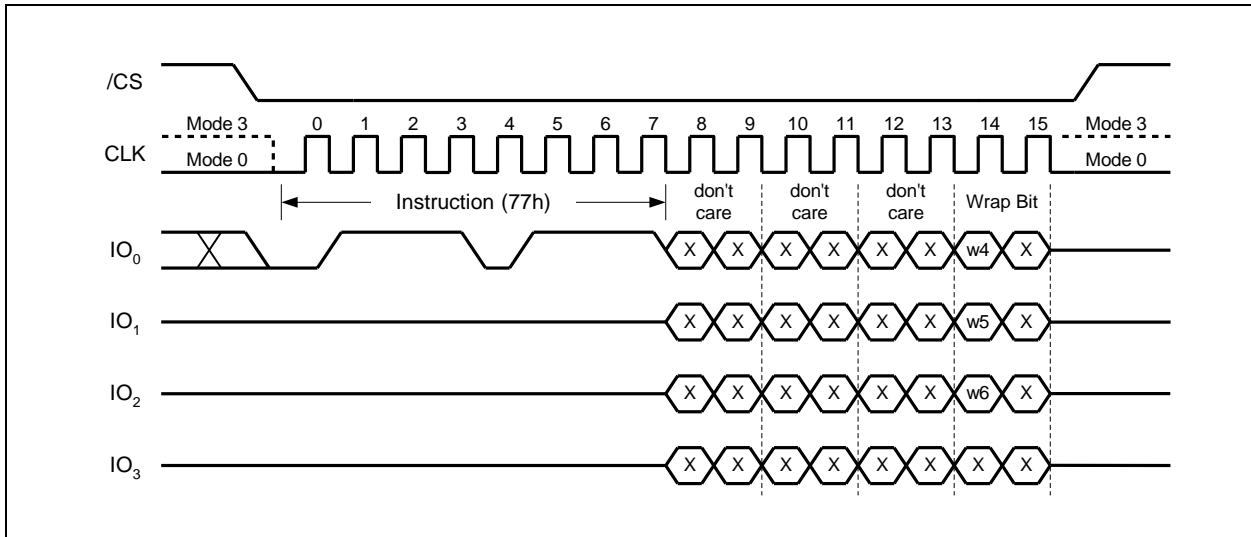 /CS
Mode 3 0 1 2 3 4 5 6 7 8 9 10 11 12 13 14 15 Mode 3
CLK
Mode 0 Mode 0
Instruction (77h) don't care don't care don't care Wrap Bit
IO0 X X X X X X w4 X
IO1 X X X X X X w5 X
IO2 X X X X X X w6 X
IO3 X X X X X X X X